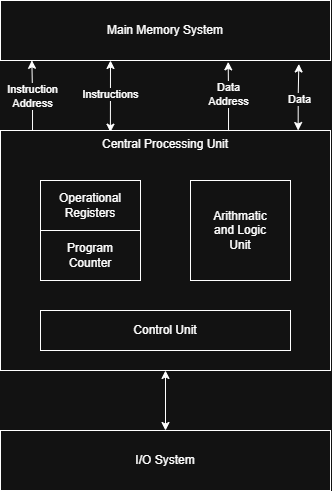 Main Memory System
Instruction
Address
Instructions
Data
Address
Data
Central Processing Unit
Operational
Registers
Program
Counter
Arithmatic
and Logic
Unit
Control Unit
I/O System